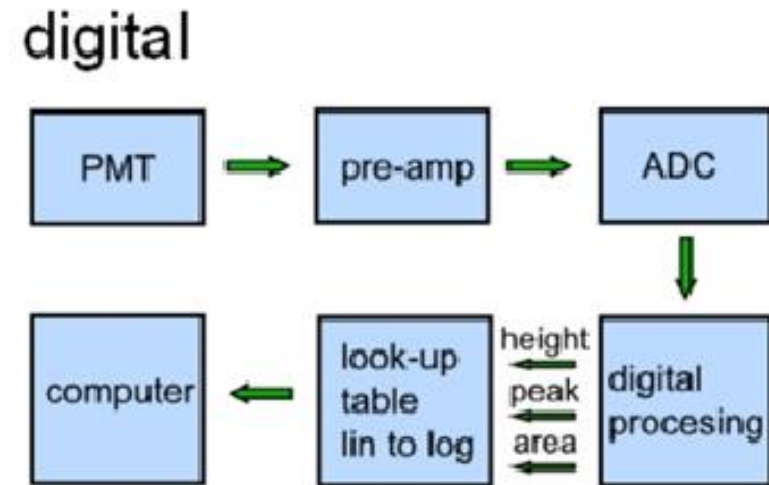 digital
PMT
pre-amp
ADC
computer
look-up
table
lin to log
height
peak
area
digital
procesing